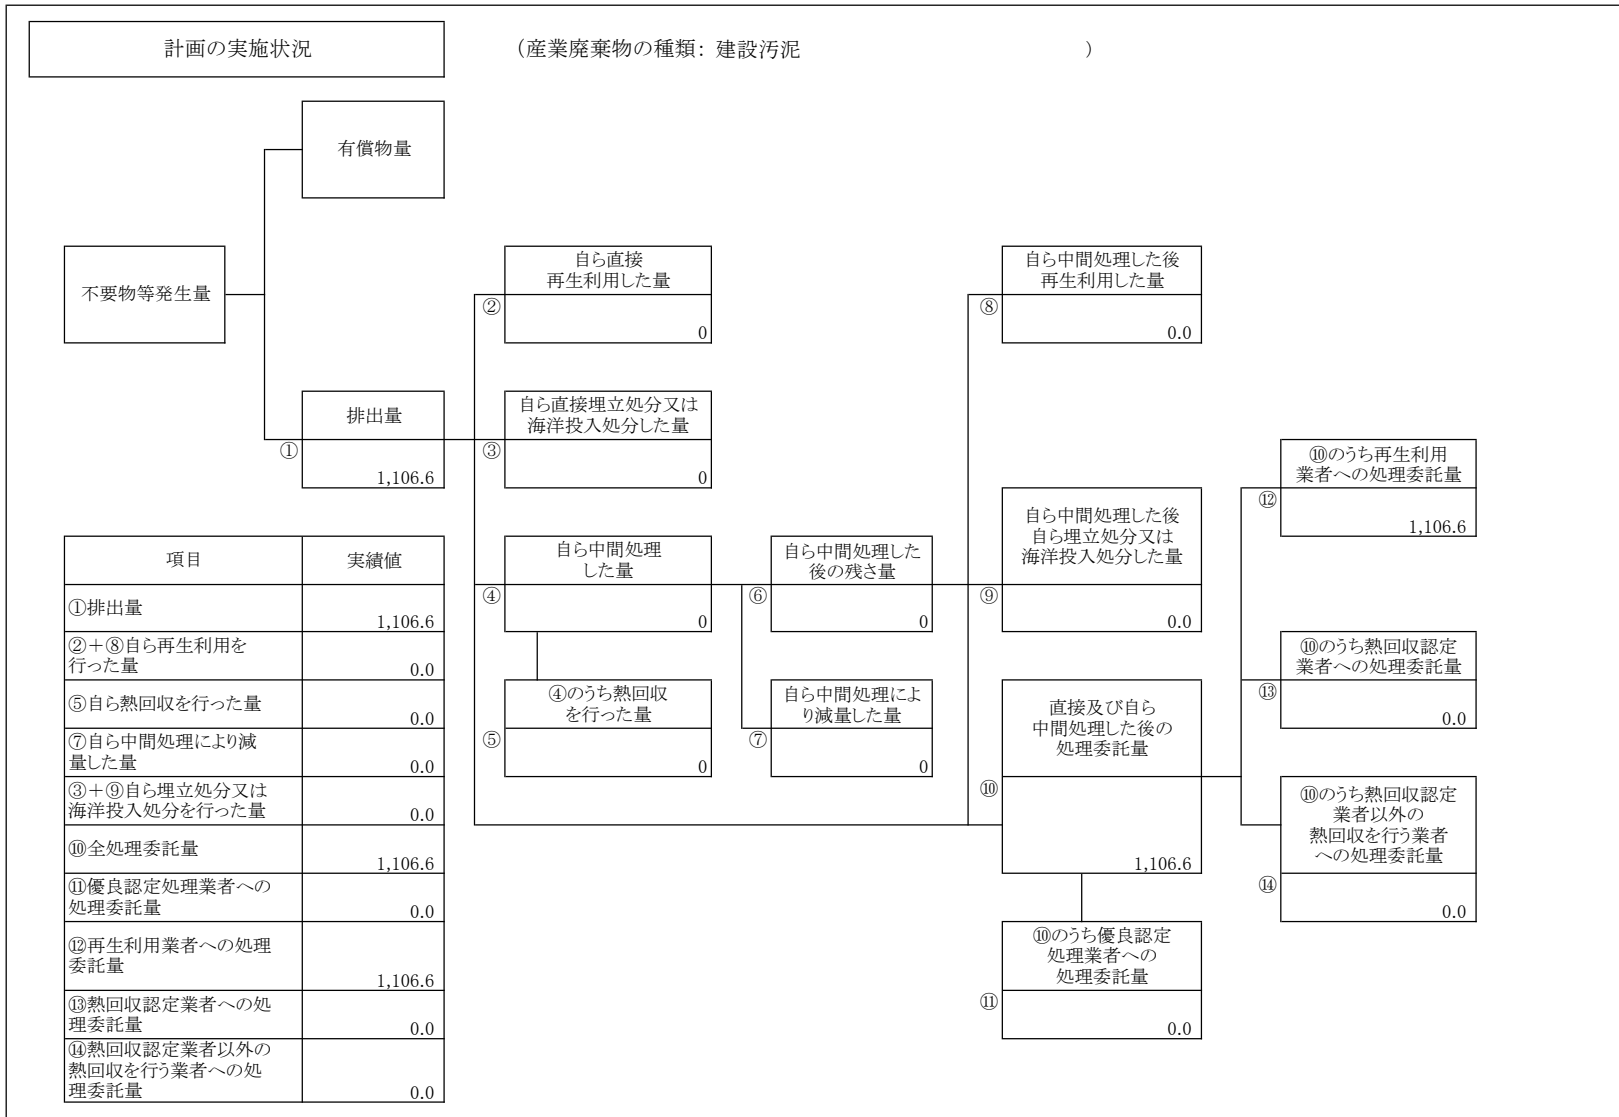 計画の実施状況
(産業廃棄物の種類：建設汚泥 )
有償物量
不要物等発生量
自ら直接
再生利用した量
②
0
自ら中間処理した後
再生利用した量
⑧
0.0
排出量
①
1,106.6
自ら直接埋立処分又は
海洋投入処分した量
③
0
⑩のうち再生利用
業者への処理委託量
⑫
1,106.6
自ら中間処理
した量
④
0
自ら中間処理した
後の残さ量
⑥
0
自ら中間処理した後
自ら埋立処分又は
海洋投入処分した量
⑨
0.0
⑩のうち熱回収認定
業者への処理委託量
⑬
0.0
④のうち熱回収
を行った量
⑤
0
自ら中間処理によ
り減量した量
⑦
0
直接及び自ら
中間処理した後の
処理委託量
⑩
1,106.6
⑩のうち熱回収認定
業者以外の
熱回収を行う業者
への処理委託量
⑭
0.0
⑩のうち優良認定
処理業者への
処理委託量
⑪
0.0
項目 実績値
①排出量
1,106.6
②＋⑧自ら再生利用を
行った量
0.0
⑤自ら熱回収を行った量
0.0
⑦自ら中間処理により減
量した量
0.0
③＋⑨自ら埋立処分又は
海洋投入処分を行った量
0.0
⑩全処理委託量
1,106.6
⑪優良認定処理業者への
処理委託量
0.0
⑫再生利用業者への処理
委託量
1,106.6
⑬熱回収認定業者への処
理委託量
0.0
⑭熱回収認定業者以外の
熱回収を行う業者への処
理委託量
0.0